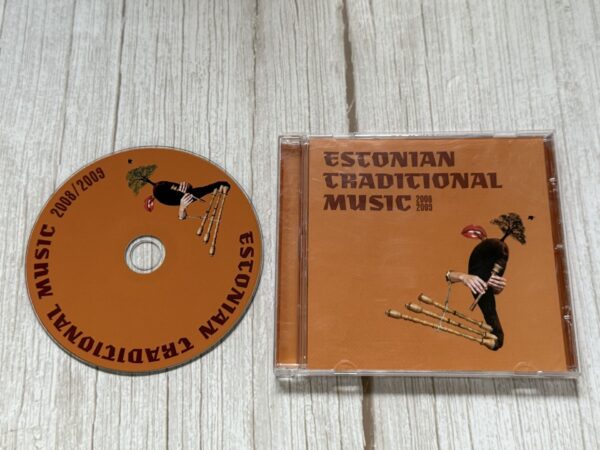 ESTONIAN TRADITIONAL MUSIC 2008/2009
ESTONIAN
TRADITIONAL
MUSIC 2008
2009